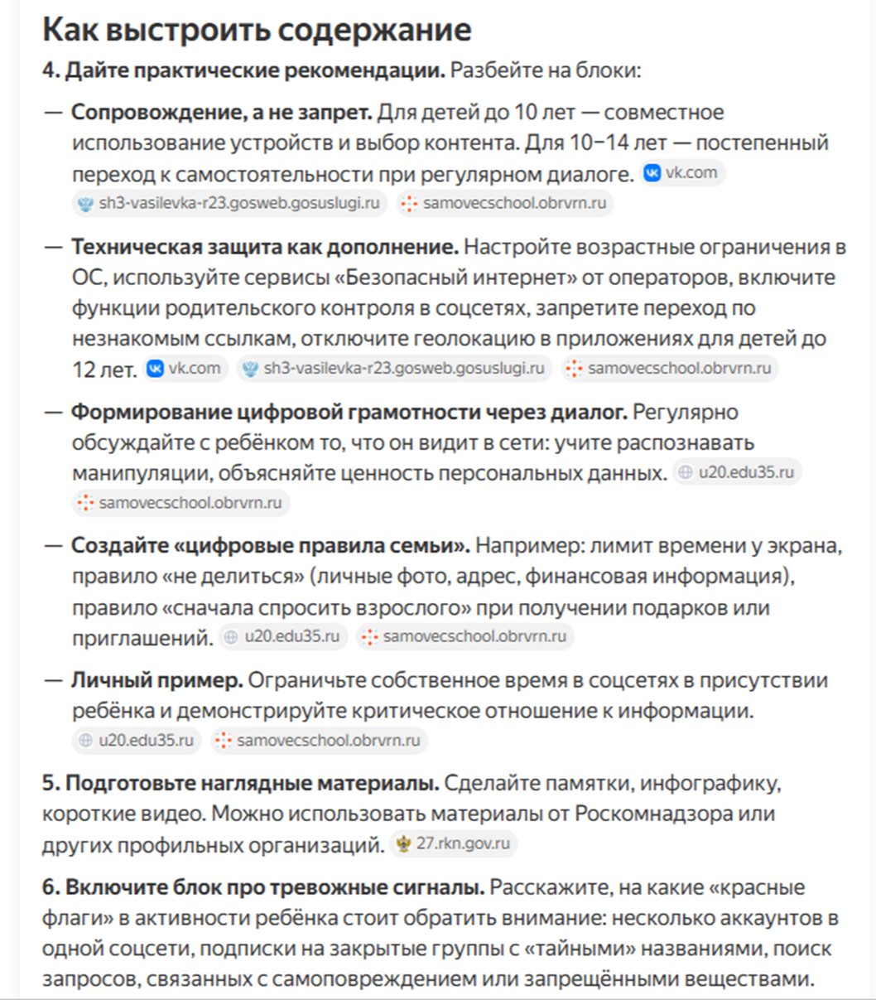 Как выстроить содержание
4. Дайте практические рекомендации. Разбейте на блоки:
— Сопровождение, а не запрет. Для детей до 10 лет — совместное
использование устройств и выбор контента. Для 10–14 лет — постепенный
переход к самостоятельности при регулярном диалоге. vk.com
sh3-vasilevka-r23.gosweb.gosuslugi.ru samovecschool.obrvrn.ru
— Техническая защита как дополнение. Настройте возрастные ограничения в
ОС, используйте сервисы «Безопасный интернет» от операторов, включите
функции родительского контроля в соцсетях, запретите переход по
незнакомым ссылкам, отключите геолокацию в приложениях для детей до
12 лет. vk.com sh3-vasilevka-r23.gosweb.gosuslugi.ru samovecschool.obrvrn.ru
— Формирование цифровой грамотности через диалог. Регулярно
обсуждайте с ребёнком то, что он видит в сети: учите распознавать
манипуляции, объясняйте ценность персональных данных. u20.edu35.ru
samovecschool.obrvrn.ru
— Создайте «цифровые правила семьи». Например: лимит времени у экрана,
правило «не делиться» (личные фото, адрес, финансовая информация),
правило «сначала спросить взрослого» при получении подарков или
приглашений. u20.edu35.ru samovecschool.obrvrn.ru
— Личный пример. Ограничьте собственное время в соцсетях в присутствии
ребёнка и демонстрируйте критическое отношение к информации.
u20.edu35.ru samovecschool.obrvrn.ru
5. Подготовьте наглядные материалы. Сделайте памятки, инфографику,
короткие видео. Можно использовать материалы от Роскомнадзора или
других профильных организаций. 27.rkn.gov.ru
6. Включите блок про тревожные сигналы. Расскажите, на какие «красные
флаги» в активности ребёнка стоит обратить внимание: несколько аккаунтов в
одной соцсети, подписки на закрытые группы с «тайными» названиями, поиск
запросов, связанных с самоповреждением или запрещёнными веществами.